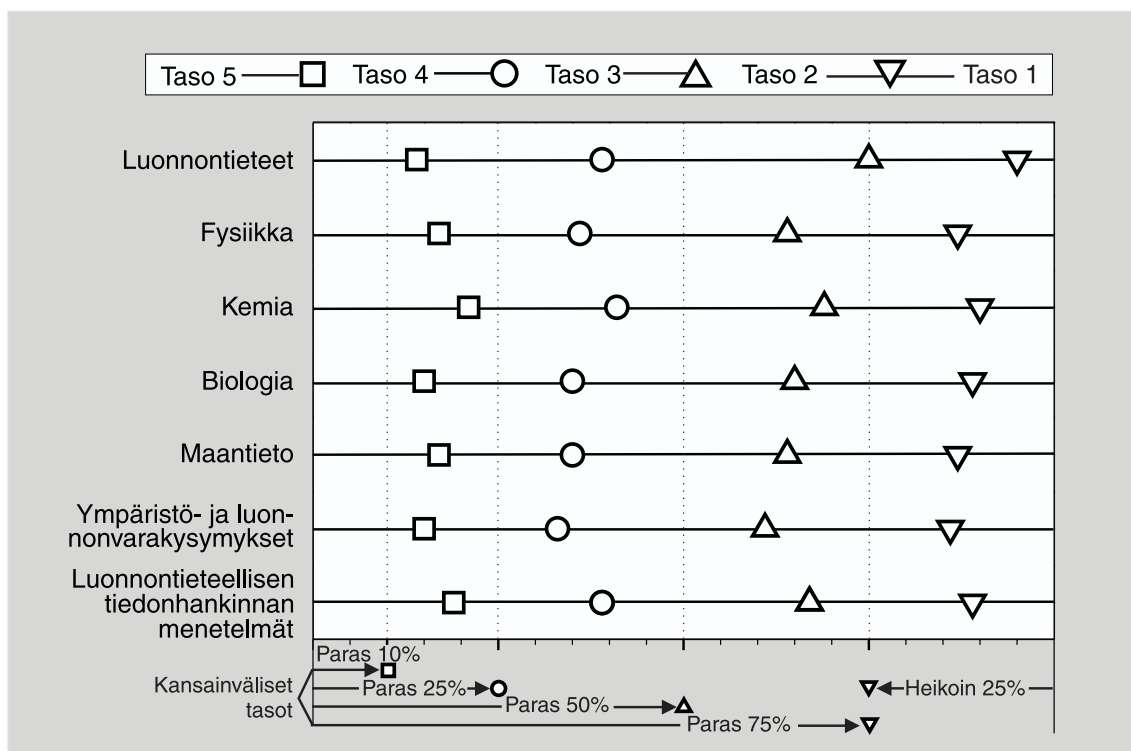 Taso 5 Taso 4 Taso 3 Taso 2 Taso 1
Luonnontieteet
Fysiikka
Kemia
Biologia
Maantieto
Ympäristö- ja luon-
nonvarakysymykset
Luonnontieteellisen
tiedonhankinnan
menetelmät
Kansainväliset
tasot
Paras 10%
Paras 25%
Paras 50%
Paras 75%
Heikoin 25%